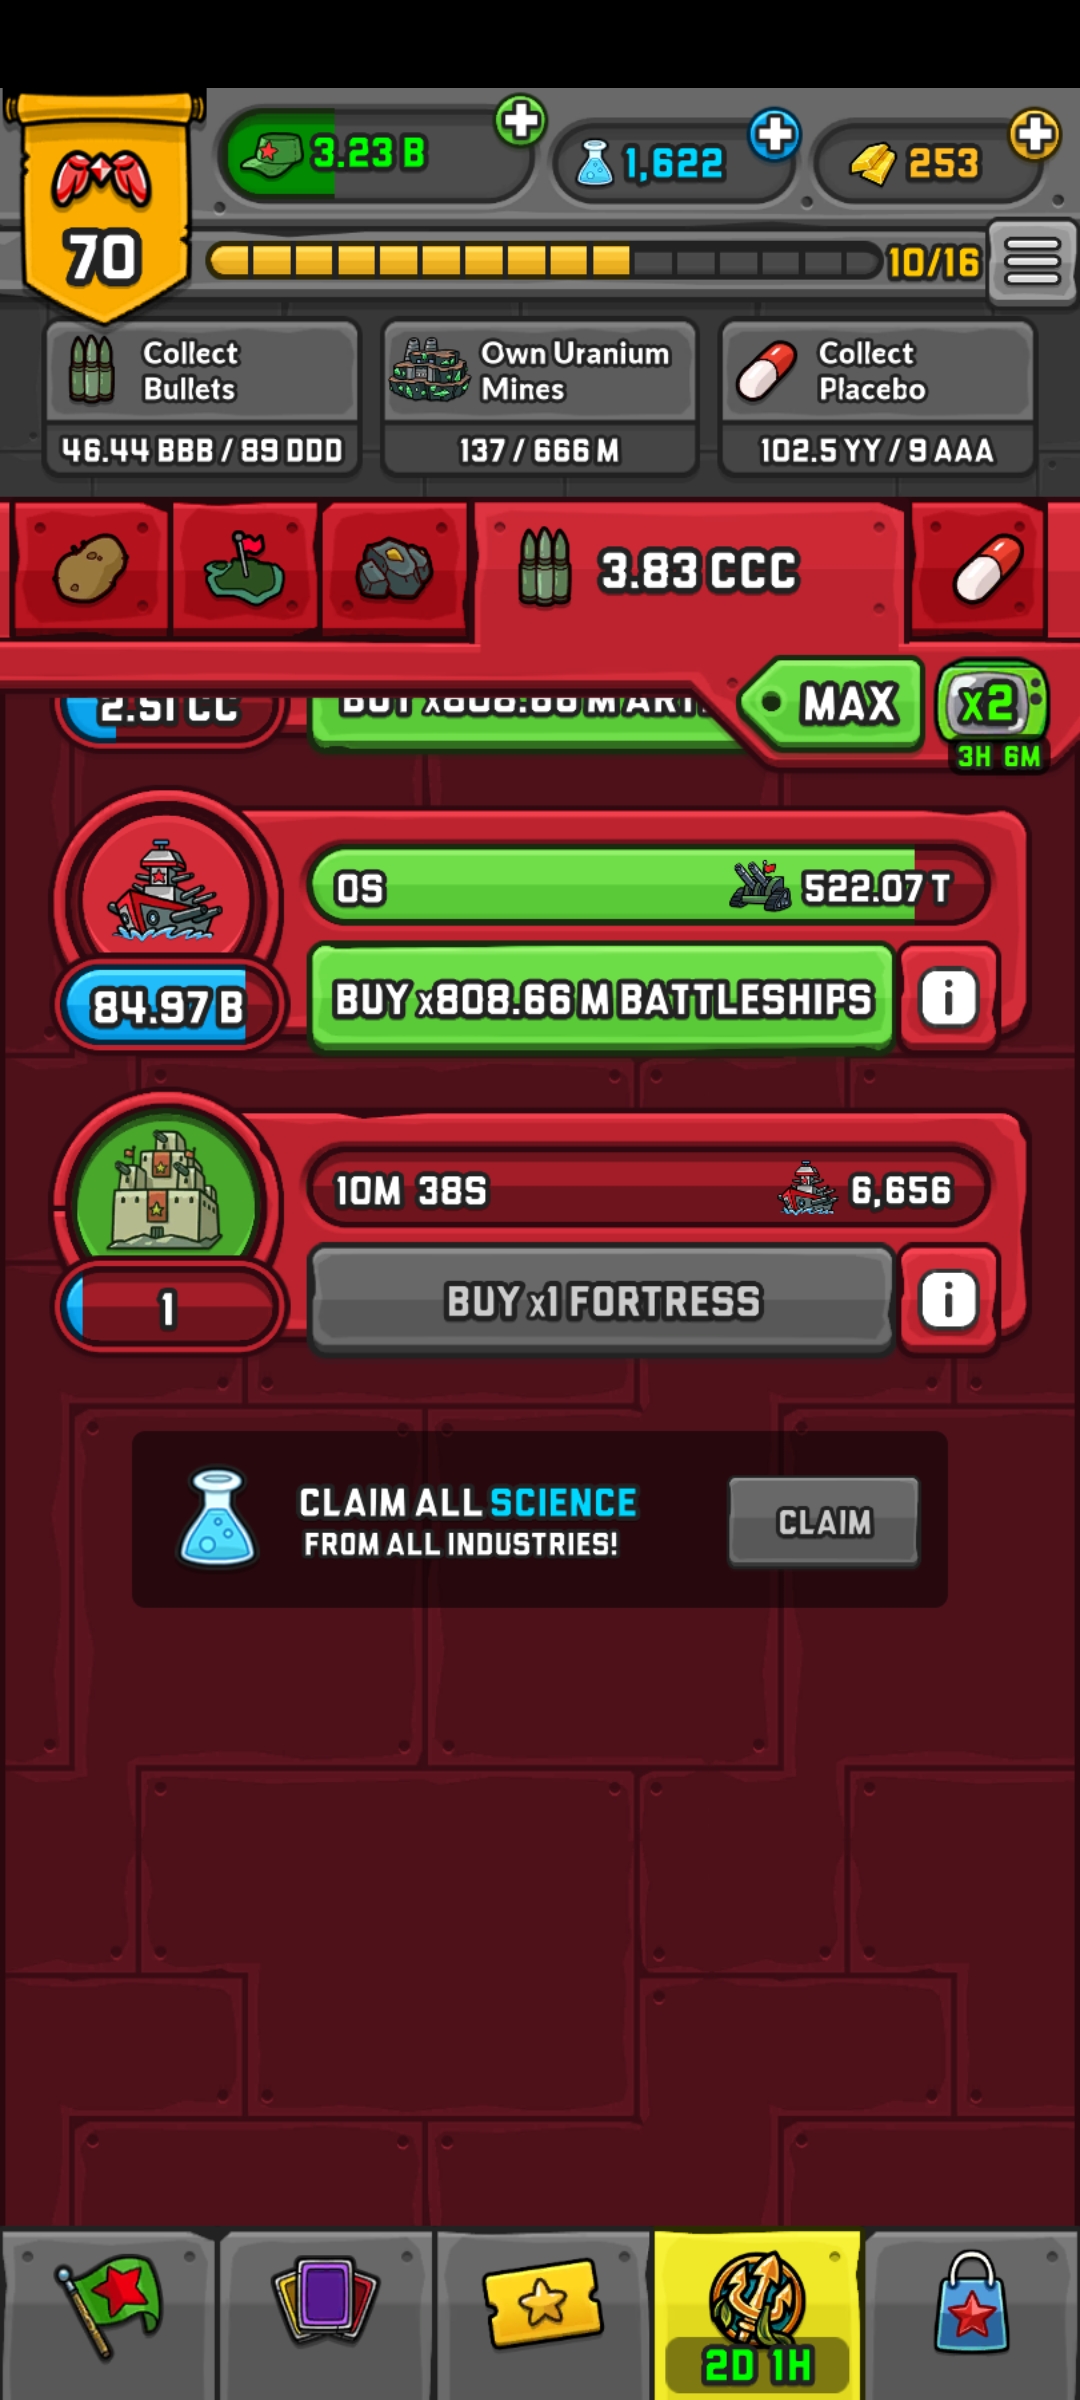 3.23 B
1,622
253
70
10/16
Collect
Bullets
46.44 BBB / 89 DDD
Own Uranium
Mines
137 / 666 M
Collect
Placebo
102.5 YY / 9 AAA
3.83 CCC
MAX
x2
3H 6M
2.51 CC
BUY x808.66 M
0S
522.07 T
84.97 B
BUY x808.66 M BATTLESHIPS
i
10M 38S
6,656
1
BUY x1 FORTRESS
i
CLAIM ALL SCIENCE
FROM ALL INDUSTRIES!
CLAIM
2D 1H